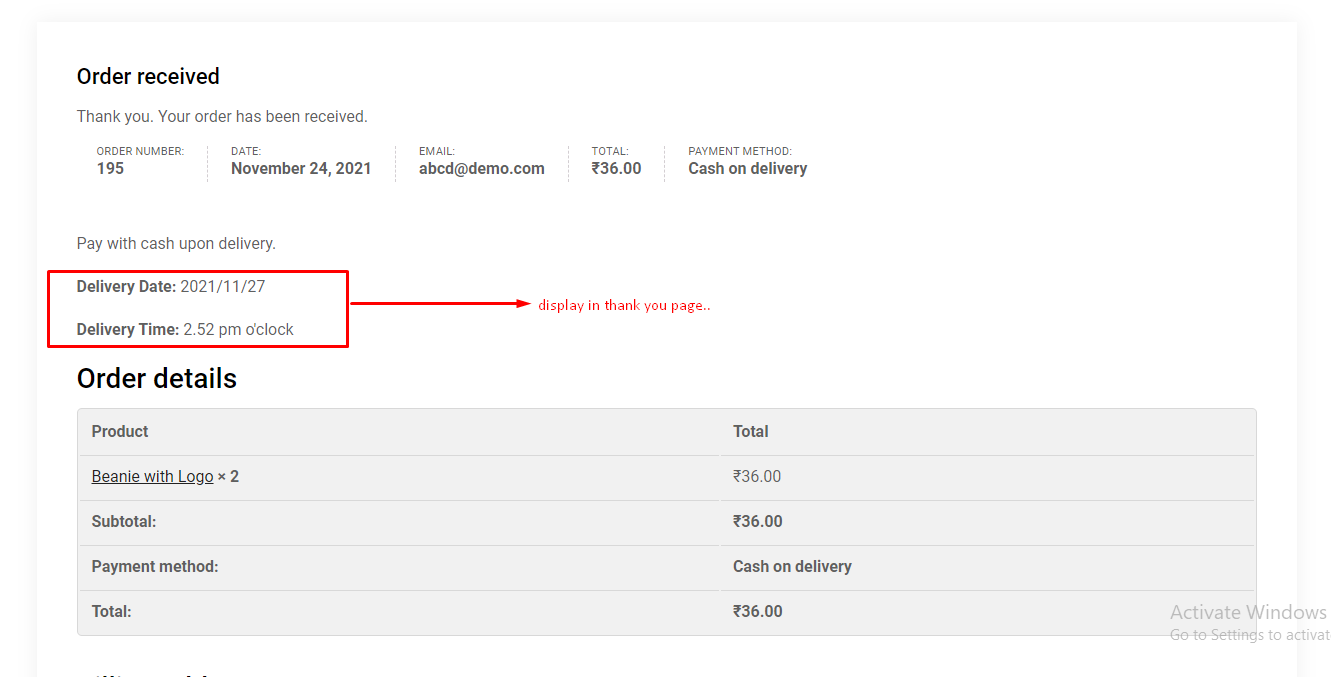 Order received
Thank you. Your order has been received.
ORDER NUMBER: DATE: EMAIL: TOTAL: PAYMENT METHOD:
195 November 24, 2021 abcd@demo.com ₹36.00 Cash on delivery
Pay with cash upon delivery.
Delivery Date: 2021/11/27
display in thank you page..
Delivery Time: 2.52 pm o'clock
Order details
Product Total
Beanie with Logo × 2 ₹36.00
Subtotal: ₹36.00
Payment method: Cash on delivery
Total: ₹36.00
Activate Windows
Go to Settings to activat